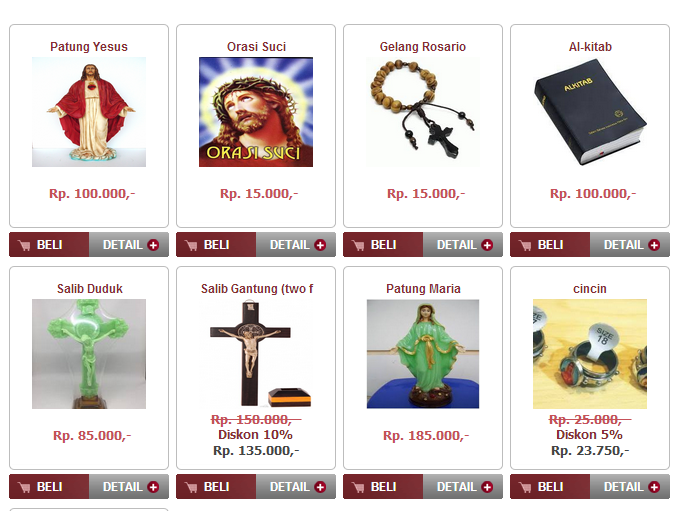 Patung Yesus
Orasi Suci
Gelang Rosario
Al-kitab
ORASI SUCI
ALKITAB
Rp. 100.000,-
Rp. 15.000,-
Rp. 15.000,-
Rp. 100.000,-
BELI DETAIL
BELI DETAIL
BELI DETAIL
BELI DETAIL
Salib Duduk
Salib Gantung (two f
Patung Maria
cincin
SIZE
18
Rp. 85.000,-
Rp. 150.000,-
Diskon 10%
Rp. 135.000,-
Rp. 185.000,-
Rp. 25.000,-
Diskon 5%
Rp. 23.750,-
BELI DETAIL
BELI DETAIL
BELI DETAIL
BELI DETAIL